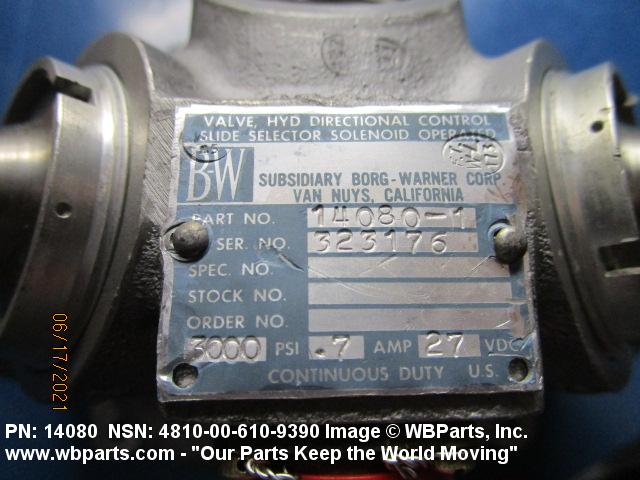 VALVE, HYD DIRECTIONAL CONTROL
SLIDE SELECTOR SOLENOID OPERATED
B-W
SUBSIDIARY BORG-WARNER CORP.
VAN NUYS, CALIFORNIA
PART NO. 14080-1
SER. NO. 323176
SPEC. NO.
STOCK NO.
ORDER NO.
3000 PSI .7 AMP 27 VDC
CONTINUOUS DUTY U.S.
06/17/2021
PN: 14080 NSN: 4810-00-610-9390 Image © WBParts, Inc.
www.wbparts.com - "Our Parts Keep the World Moving"